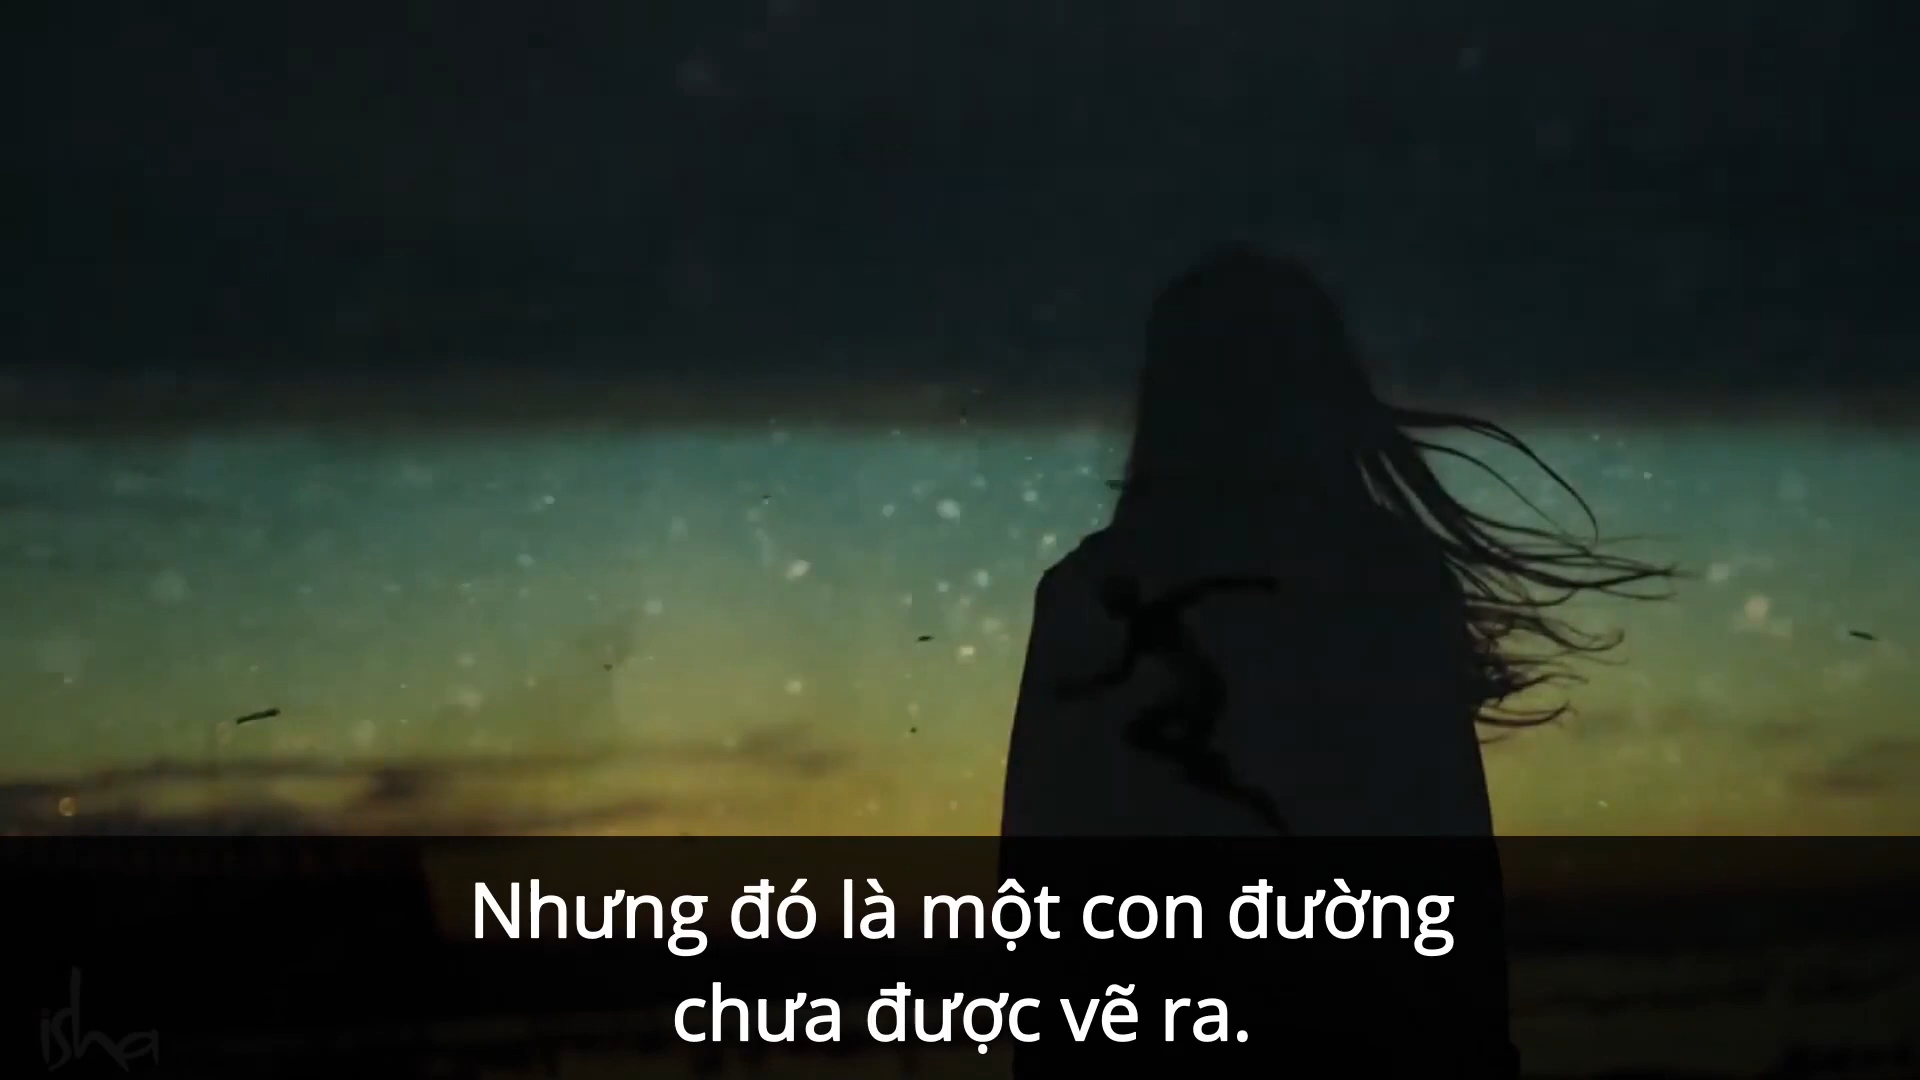 Nhưng đó là một con đường
chưa được vẽ ra.
isha